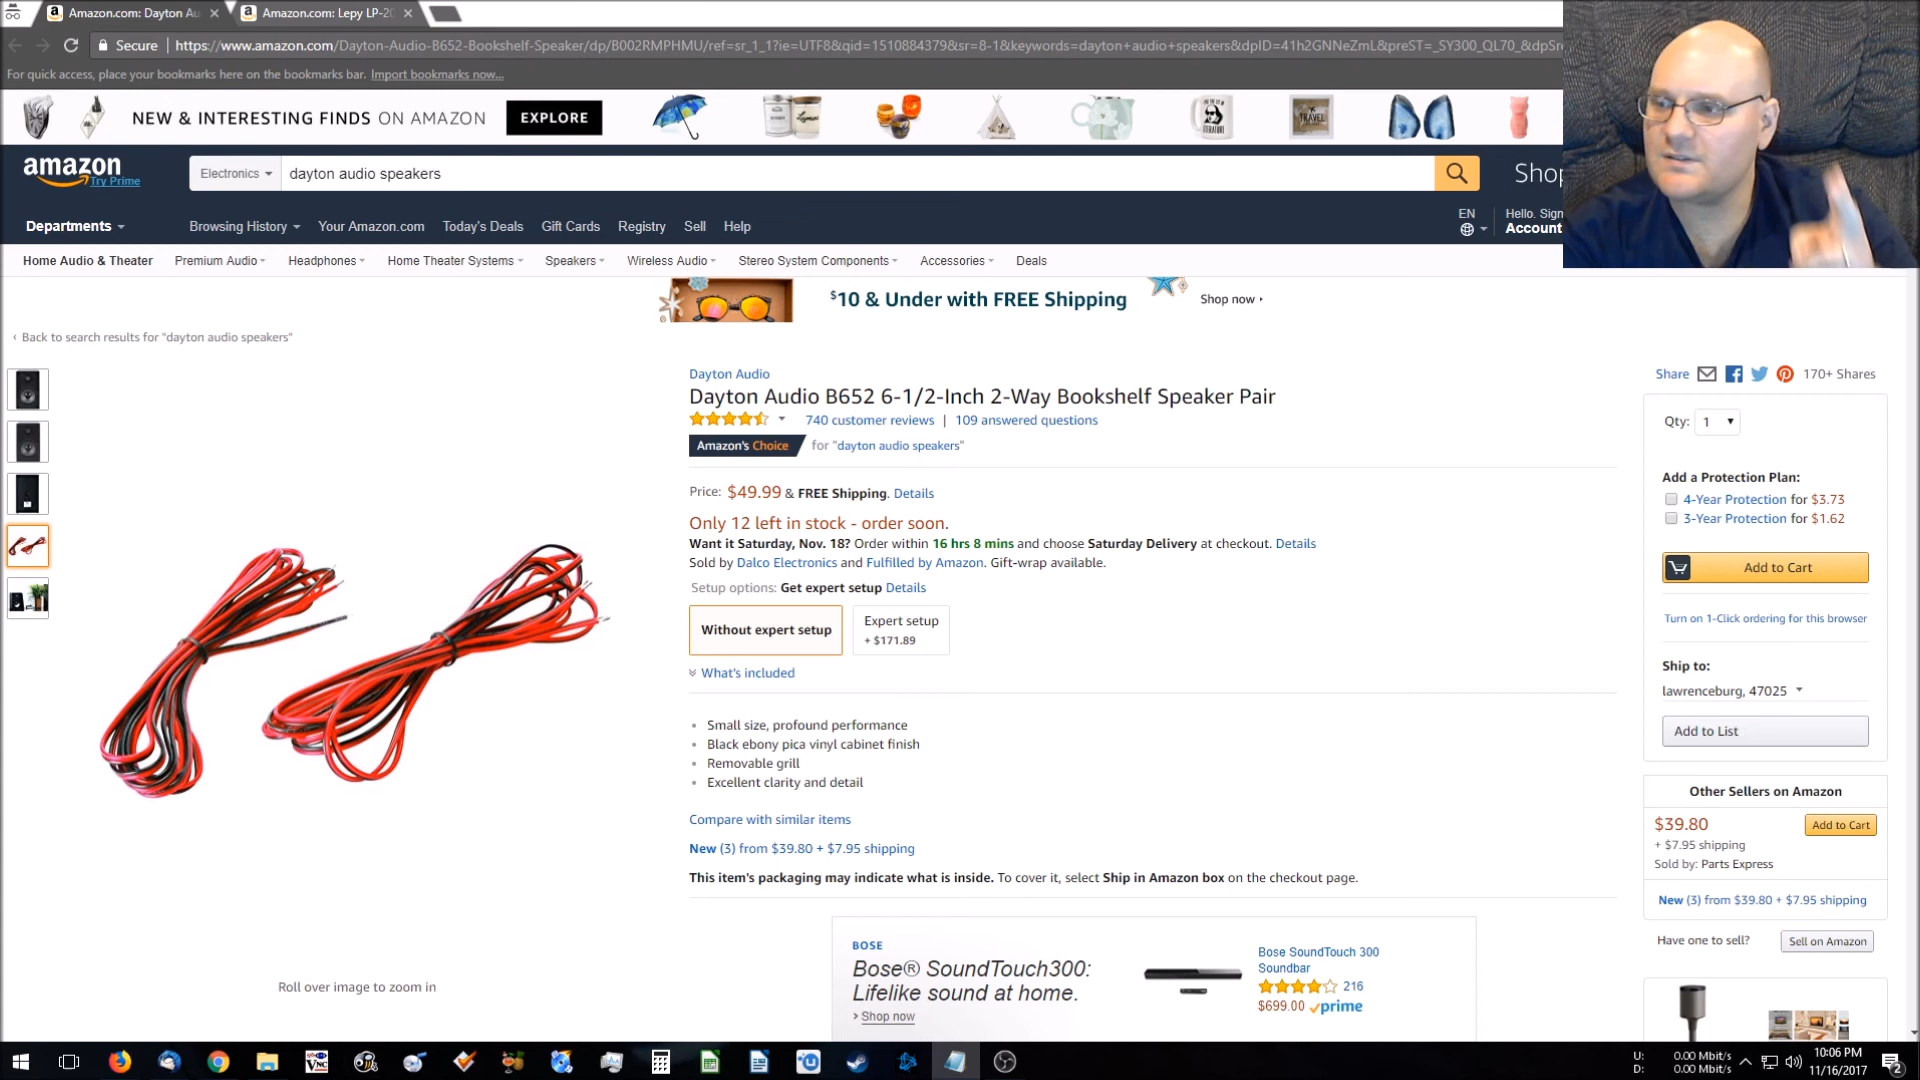 Amazon.com: Dayton Au
Amazon.com: Lepy LP-20
Secure
https://www.amazon.com/Dayton-Audio-B652-Bookshelf-Speaker/dp/B002RMPHMU/ref=sr_1_1?ie=UTF8&qid=1510884379&sr=8-1&keywords=dayton+audio+speakers&dpID=41h2GNNeZmL&preST=_SY300_QL70_&dpSrc
For quick access, place your bookmarks here on the bookmarks bar. Import bookmarks now...
NEW & INTERESTING FINDS ON AMAZON EXPLORE
amazon
Try Prime
Electronics
dayton audio speakers
Shop
Departments
Browsing History Your Amazon.com Today's Deals Gift Cards Registry Sell Help
EN
Hello. Sign
Account
Home Audio & Theater Premium Audio Headphones Home Theater Systems Speakers Wireless Audio Stereo System Components Accessories Deals
$10 & Under with FREE Shipping
Shop now ›
‹ Back to search results for "dayton audio speakers"
Dayton Audio
Dayton Audio B652 6-1/2-Inch 2-Way Bookshelf Speaker Pair
740 customer reviews | 109 answered questions
Amazon's Choice for "dayton audio speakers"
Price: $49.99 & FREE Shipping. Details
Only 12 left in stock - order soon.
Want it Saturday, Nov. 18? Order within 16 hrs 8 mins and choose Saturday Delivery at checkout. Details
Sold by Dalco Electronics and Fulfilled by Amazon. Gift-wrap available.
Setup options: Get expert setup Details
Without expert setup
Expert setup
+ $171.89
What's included
Small size, profound performance
Black ebony pica vinyl cabinet finish
Removable grill
Excellent clarity and detail
Compare with similar items
New (3) from $39.80 + $7.95 shipping
This item's packaging may indicate what is inside. To cover it, select Ship in Amazon box on the checkout page.
Roll over image to zoom in
BOSE
Bose® SoundTouch300:
Lifelike sound at home.
› Shop now
Bose SoundTouch 300
Soundbar
216
$699.00 prime
Share 170+ Shares
Qty: 1
Add a Protection Plan:
4-Year Protection for $3.73
3-Year Protection for $1.62
Add to Cart
Turn on 1-Click ordering for this browser
Ship to:
lawrenceburg, 47025
Add to List
Other Sellers on Amazon
$39.80 Add to Cart
+ $7.95 shipping
Sold by: Parts Express
New (3) from $39.80 + $7.95 shipping
Have one to sell? Sell on Amazon
U: 0.00 Mbit/s
D: 0.00 Mbit/s
10:06 PM
11/16/2017
2